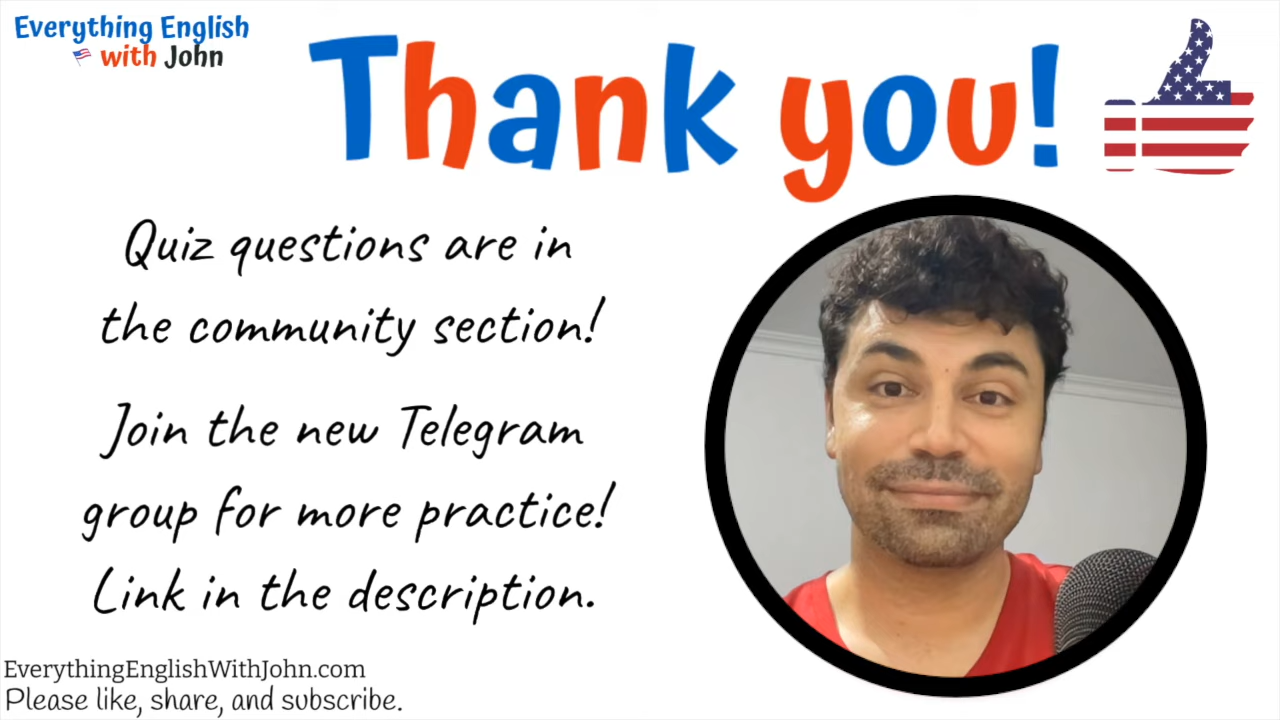 Everything English
with John
Thank you!
Quiz questions are in
the community section!
Join the new Telegram
group for more practice!
Link in the description.
EverythingEnglishWithJohn.com
Please like, share, and subscribe.